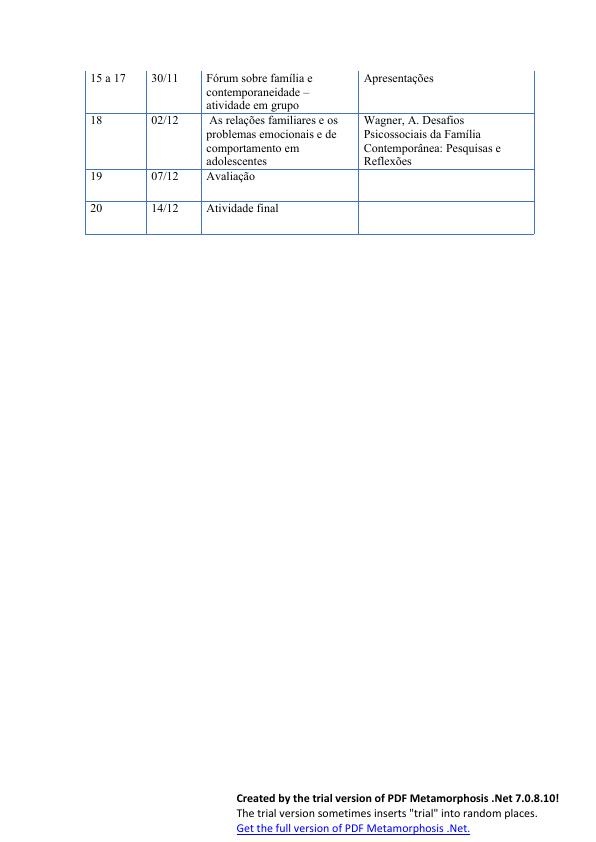 15 a 17 30/11 Fórum sobre família e Apresentações
contemporaneidade –
atividade em grupo
18 02/12 As relações familiares e os Wagner, A. Desafios
problemas emocionais e de Psicossociais da Família
comportamento em Contemporânea: Pesquisas e
adolescentes Reflexões
19 07/12 Avaliação
20 14/12 Atividade final
Created by the trial version of PDF Metamorphosis .Net 7.0.8.10!
The trial version sometimes inserts "trial" into random places.
Get the full version of PDF Metamorphosis .Net.